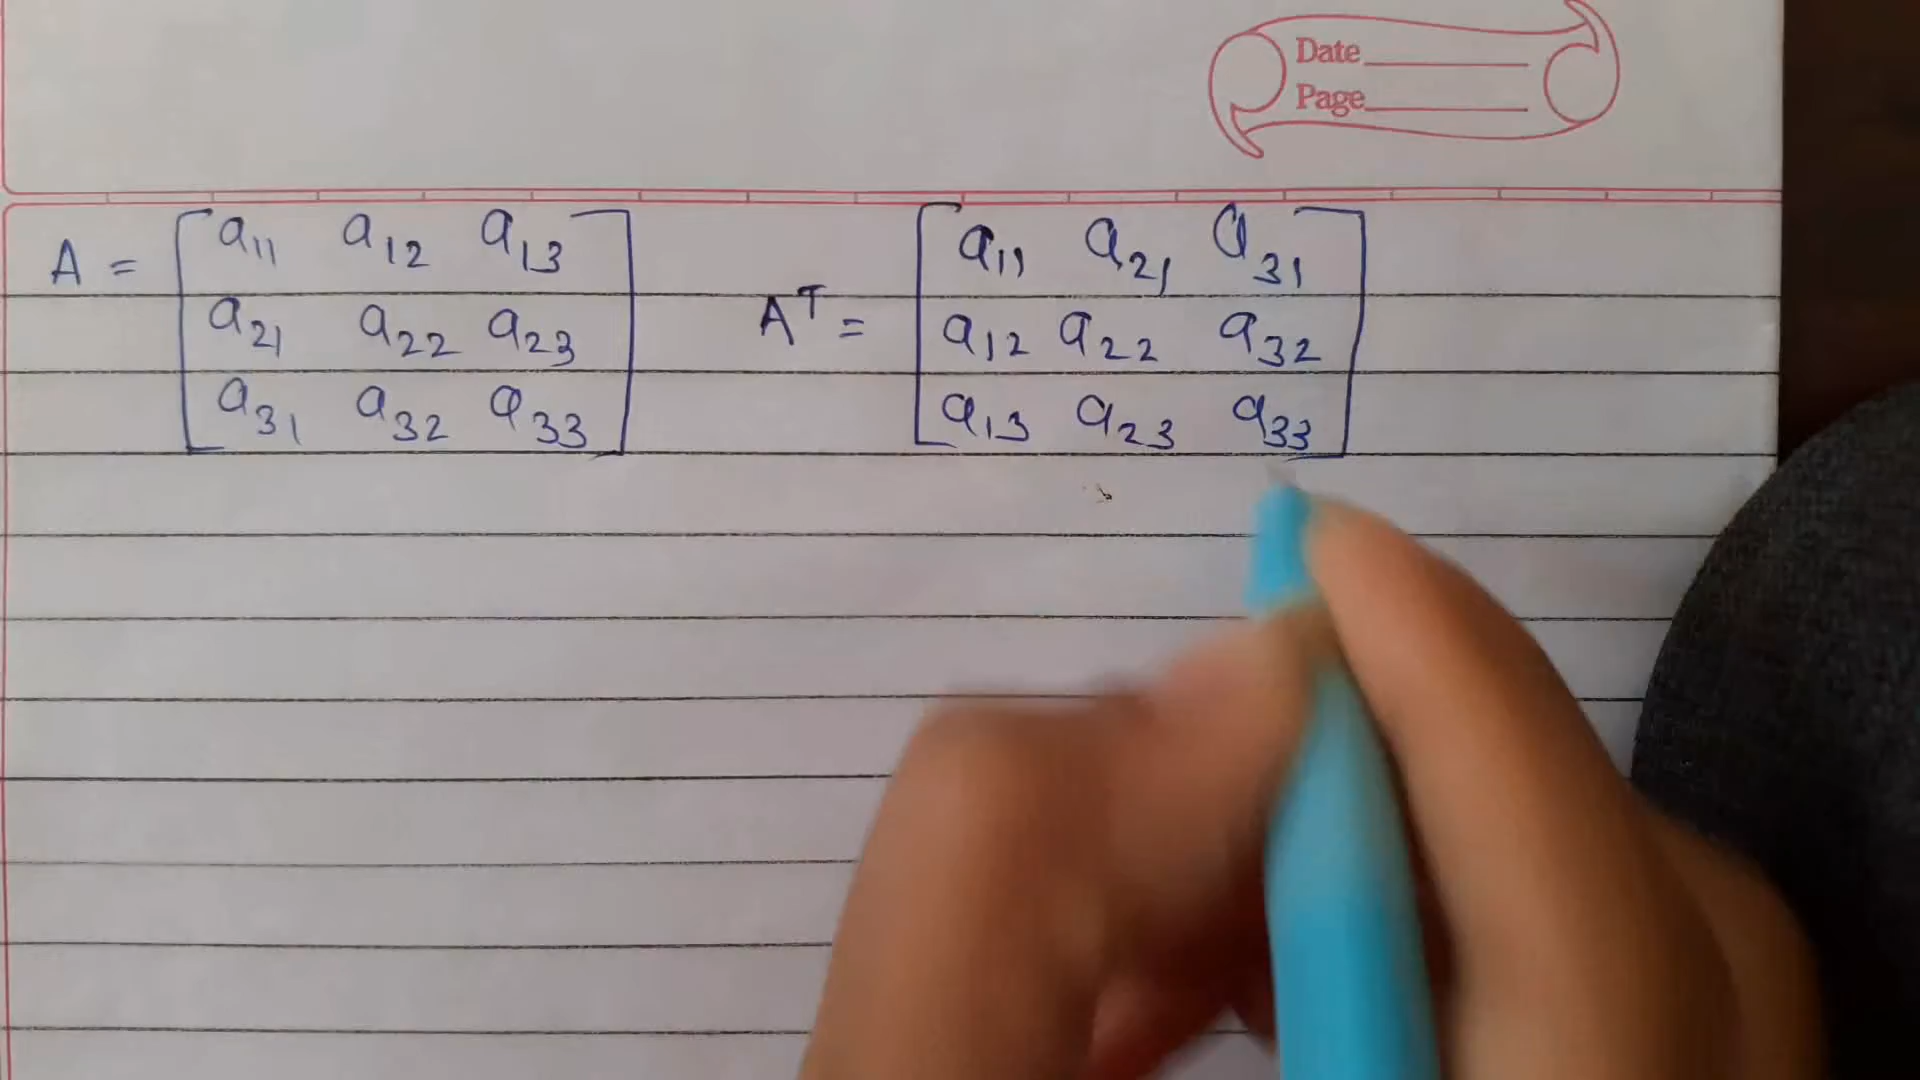 Date
Page
A = [ a11 a12 a13
a21 a22 a23
a31 a32 a33 ]
A^T = [ a11 a21 a31
a12 a22 a32
a13 a23 a33 ]